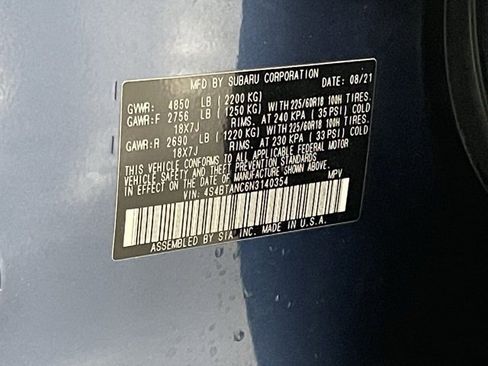 MFD BY SUBARU CORPORATION DATE: 08/21
GVWR: 4850 LB ( 2200 KG)
GAWR:F 2756 LB ( 1250 KG) WITH 225/60R18 100H TIRES.
18X7J RIMS. AT 240 KPA ( 35 PSI) COLD
GAWR:R 2690 LB ( 1220 KG) WITH 225/60R18 100H TIRES.
18X7J RIMS. AT 230 KPA ( 33 PSI) COLD
THIS VEHICLE CONFORMS TO ALL APPLICABLE FEDERAL MOTOR
VEHICLE SAFETY AND THEFT PREVENTION STANDARDS
IN EFFECT ON THE DATE OF MANUFACTURE SHOWN ABOVE.
VIN: 4S4BTANC6N3140354 MPV
ASSEMBLED BY SIA INC. MADE IN U.S.A.